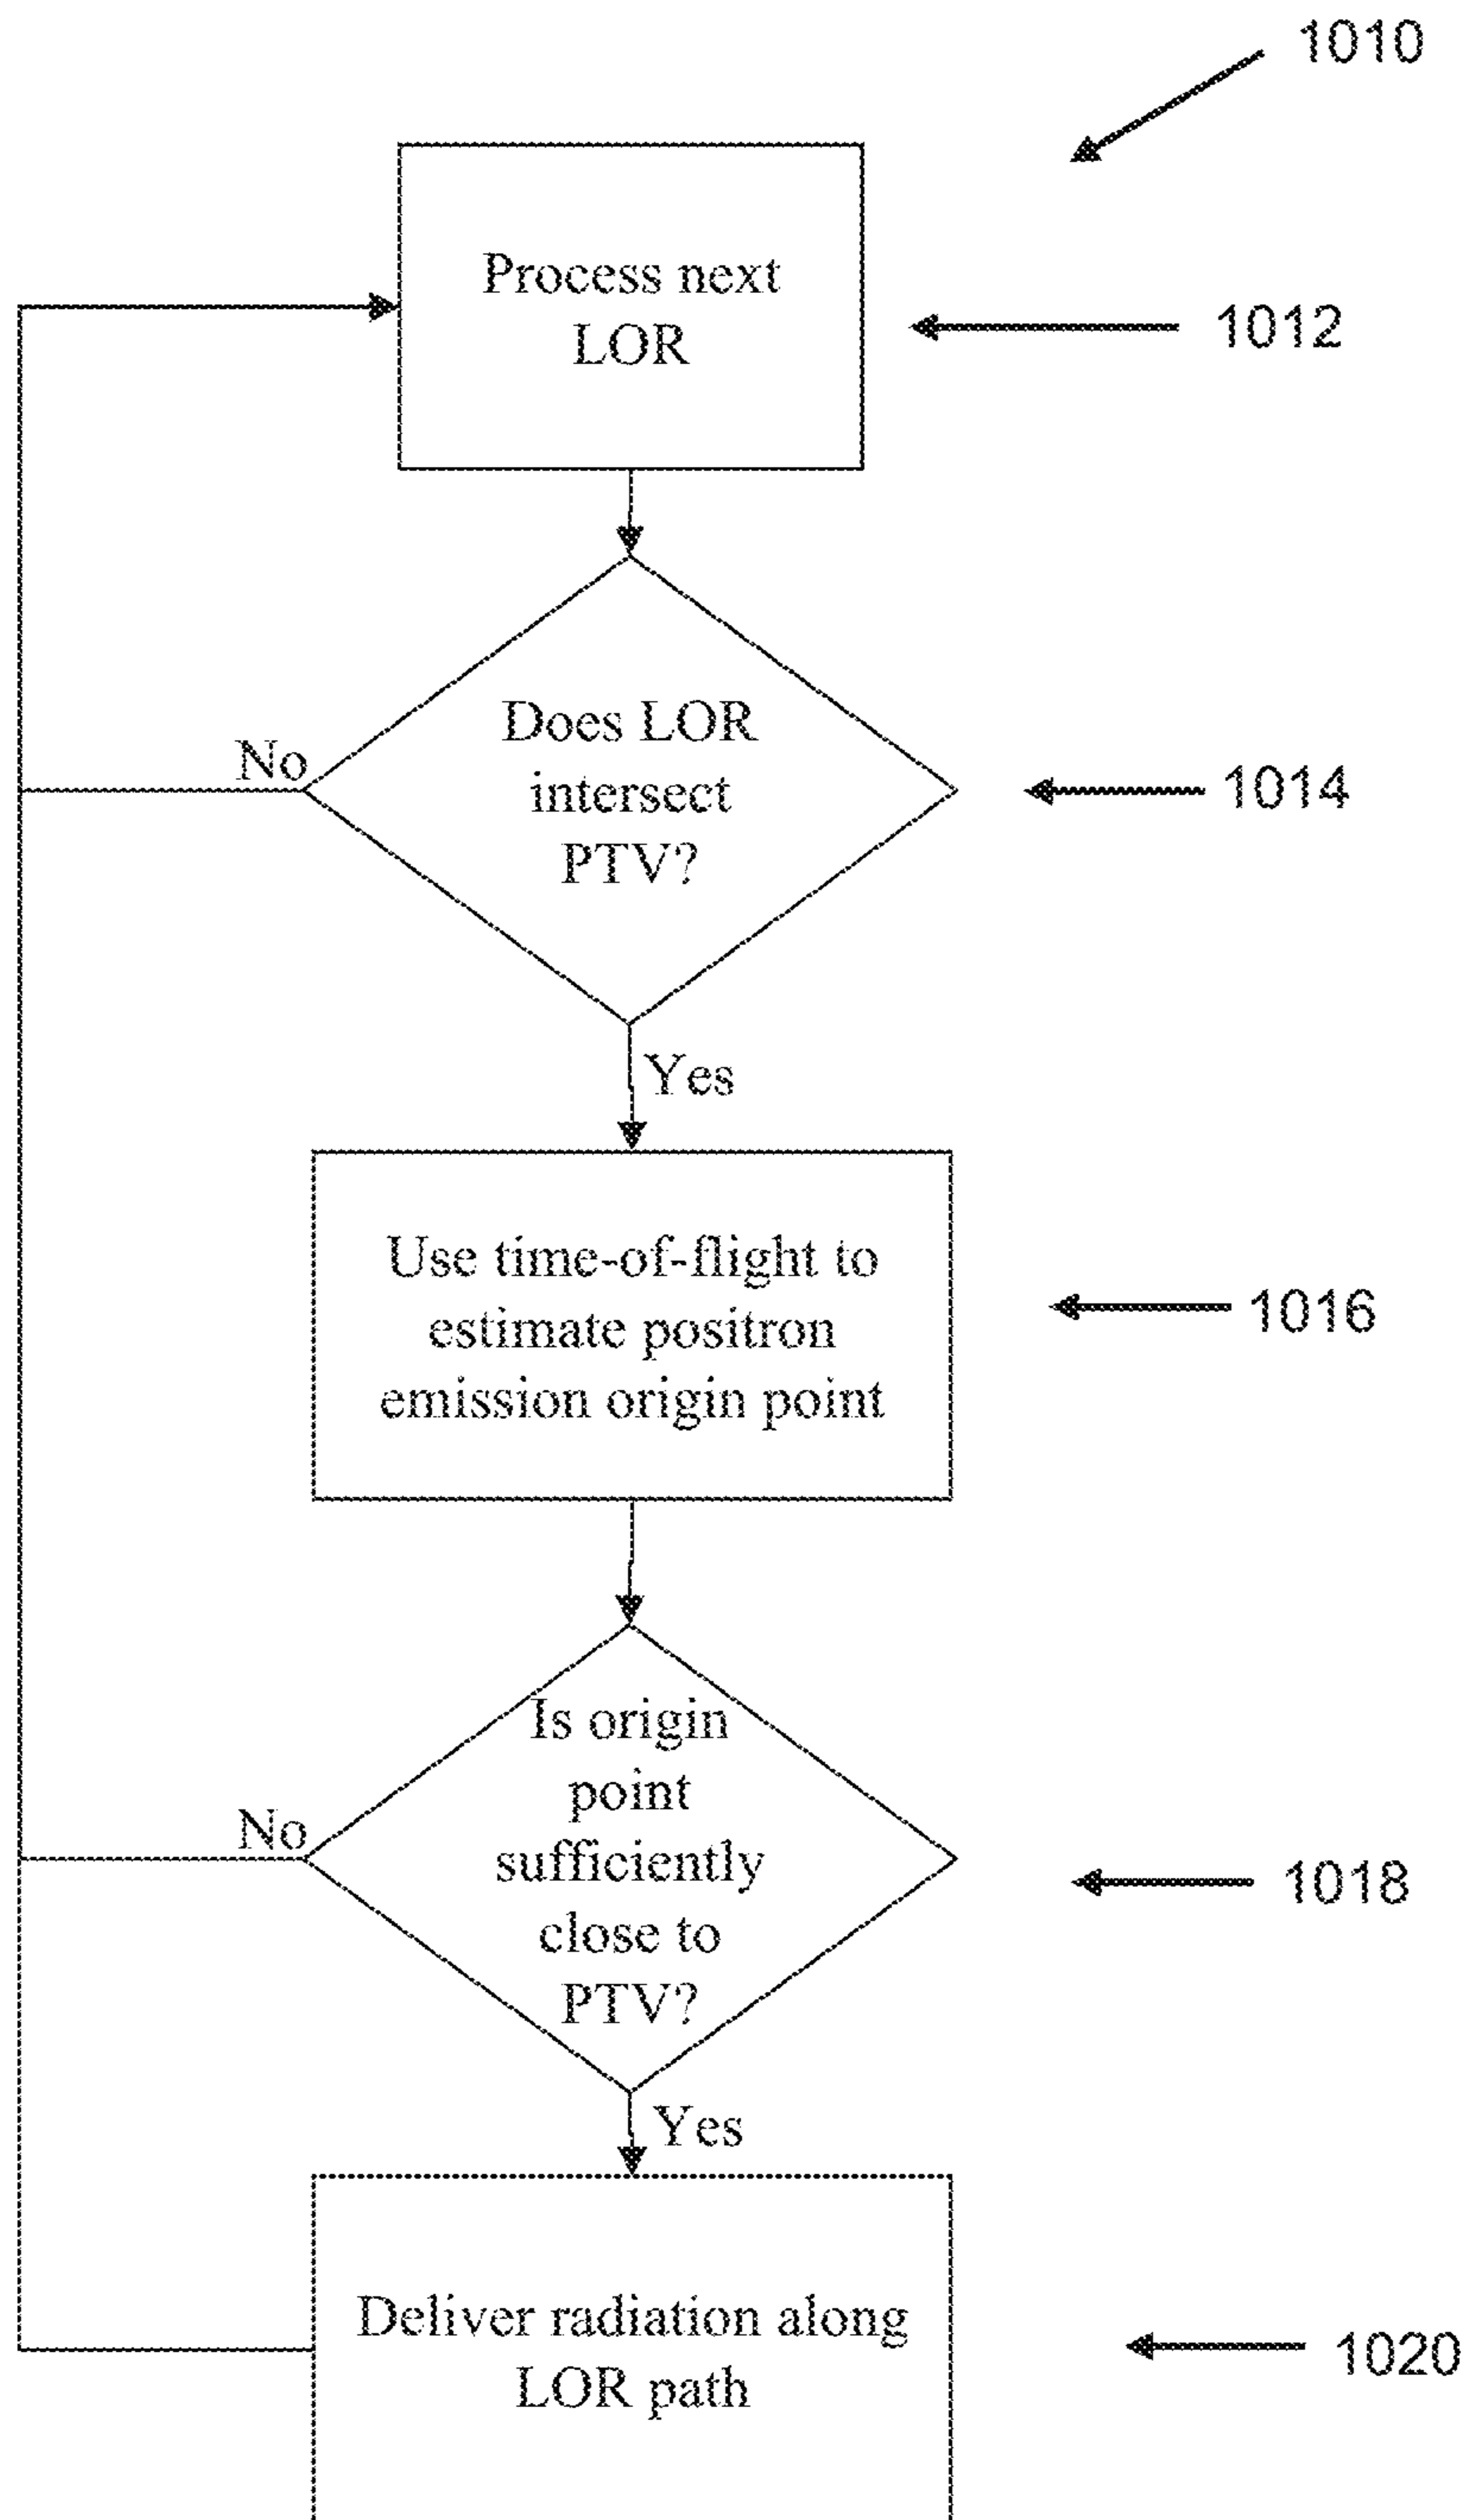 1010
Process next
LOR
1012
Does LOR
intersect
PTV?
No
1014
Yes
Use time-of-flight to
estimate positron
emission origin point
1016
Is origin
point
sufficiently
close to
PTV?
No
1018
Yes
Deliver radiation along
LOR path
1020